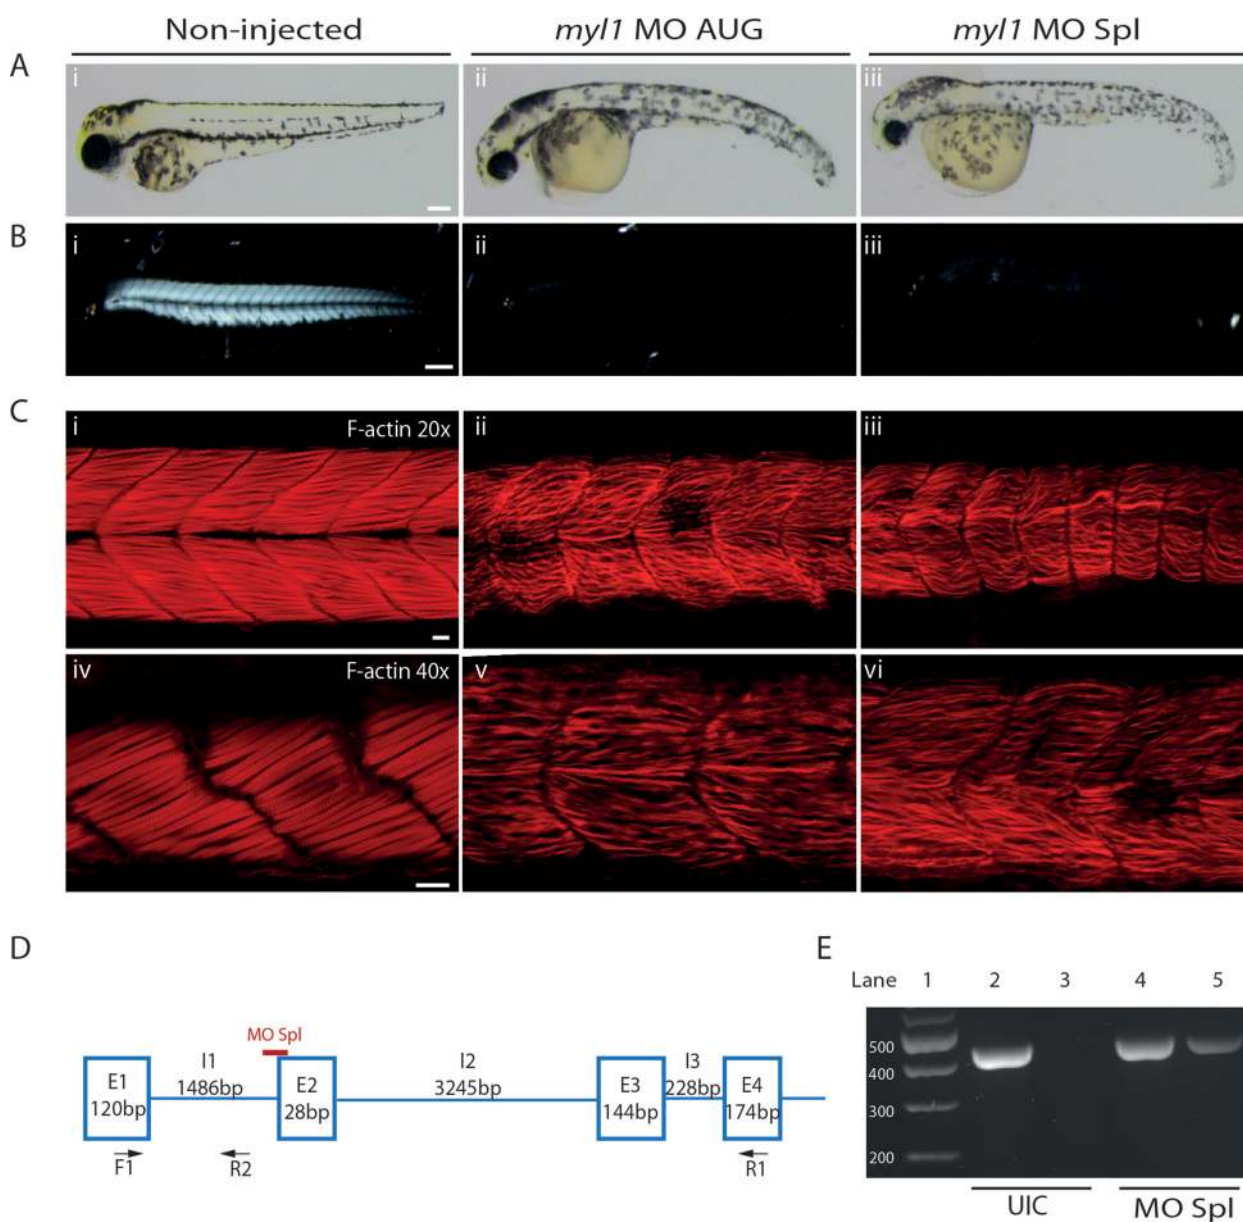 Non-injected myl1 MO AUG myl1 MO Spl
A i ii iii
B i ii iii
C i F-actin 20x ii iii
iv F-actin 40x v vi
D
E
Lane 1 2 3 4 5
MO Spl
I1 I2 I3
1486bp 3245bp 228bp
E1 E2 E3 E4
120bp 28bp 144bp 174bp
F1 R2 R1
500
400
300
200
UIC MO Spl